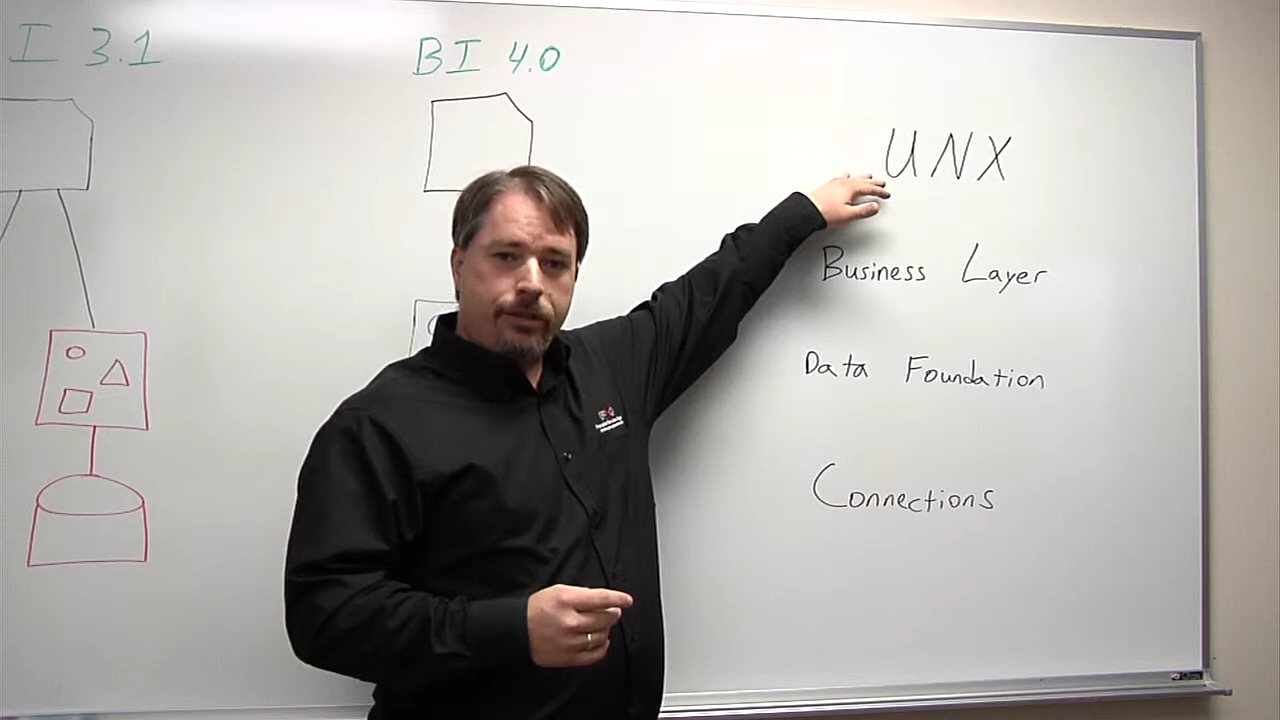 I 3.1
BI 4.0
UNX
Business Layer
Data Foundation
Connections